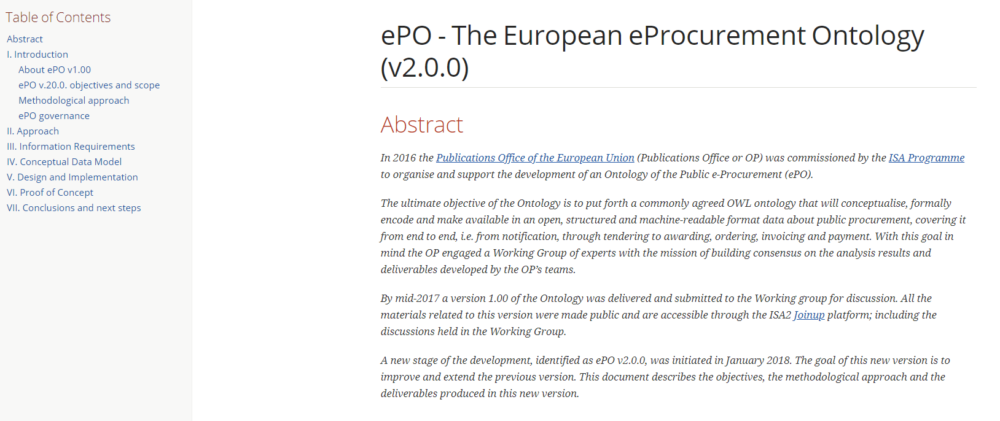 Table of Contents
Abstract
I. Introduction
About ePO v1.00
ePO v.20.0. objectives and scope
Methodological approach
ePO governance
II. Approach
III. Information Requirements
IV. Conceptual Data Model
V. Design and Implementation
VI. Proof of Concept
VII. Conclusions and next steps
ePO - The European eProcurement Ontology
(v2.0.0)
Abstract
In 2016 the Publications Office of the European Union (Publications Office or OP) was commissioned by the ISA Programme
to organise and support the development of an Ontology of the Public e-Procurement (ePO).
The ultimate objective of the Ontology is to put forth a commonly agreed OWL ontology that will conceptualise, formally
encode and make available in an open, structured and machine-readable format data about public procurement, covering it
from end to end, i.e. from notification, through tendering to awarding, ordering, invoicing and payment. With this goal in
mind the OP engaged a Working Group of experts with the mission of building consensus on the analysis results and
deliverables developed by the OP’s teams.
By mid-2017 a version 1.00 of the Ontology was delivered and submitted to the Working group for discussion. All the
materials related to this version were made public and are accessible through the ISA2 Joinup platform; including the
discussions held in the Working Group.
A new stage of the development, identified as ePO v2.0.0, was initiated in January 2018. The goal of this new version is to
improve and extend the previous version. This document describes the objectives, the methodological approach and the
deliverables produced in this new version.